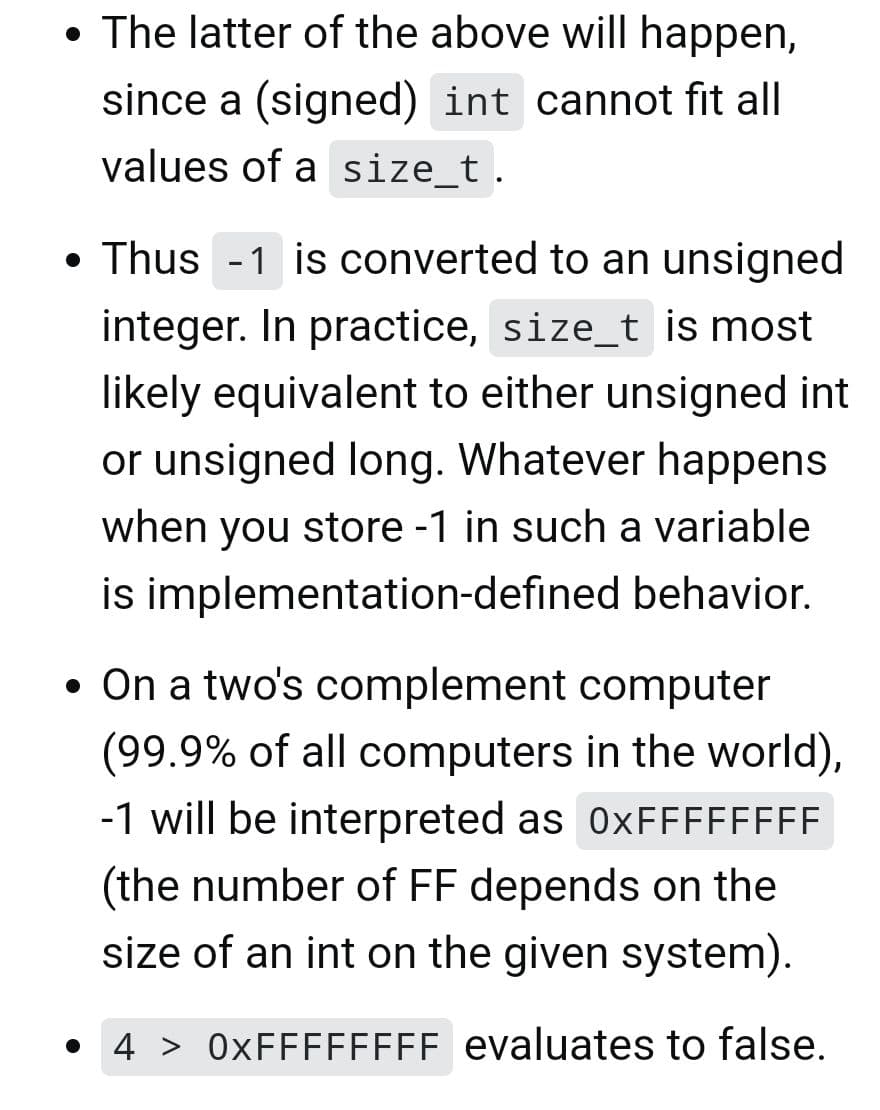 • The latter of the above will happen,
since a (signed) int cannot fit all
values of a size_t.
• Thus -1 is converted to an unsigned
integer. In practice, size_t is most
likely equivalent to either unsigned int
or unsigned long. Whatever happens
when you store -1 in such a variable
is implementation-defined behavior.
• On a two's complement computer
(99.9% of all computers in the world),
-1 will be interpreted as 0xFFFFFFFF
(the number of FF depends on the
size of an int on the given system).
• 4 > 0xFFFFFFFF evaluates to false.